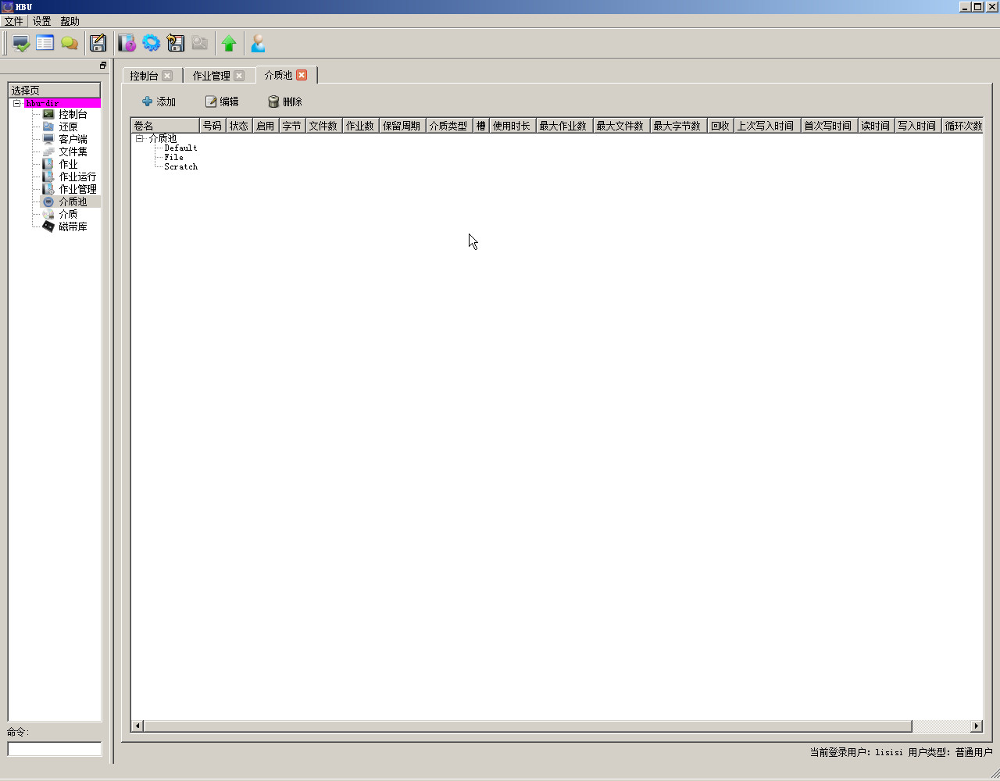 HBU
文件 设置 帮助
选择页
hbu-dir
控制台
还原
客户端
文件集
作业
作业运行
作业管理
介质池
介质
磁带库
命令:
控制台 作业管理 介质池
添加 编辑 删除
卷名 号码 状态 启用 字节 文件数 作业数 保留周期 介质类型 槽 使用时长 最大作业数 最大文件数 最大字节数 回收 上次写入时间 首次写时间 读时间 写入时间 循环次数
介质池
Default
File
Scratch
当前登录用户: lisisi 用户类型: 普通用户